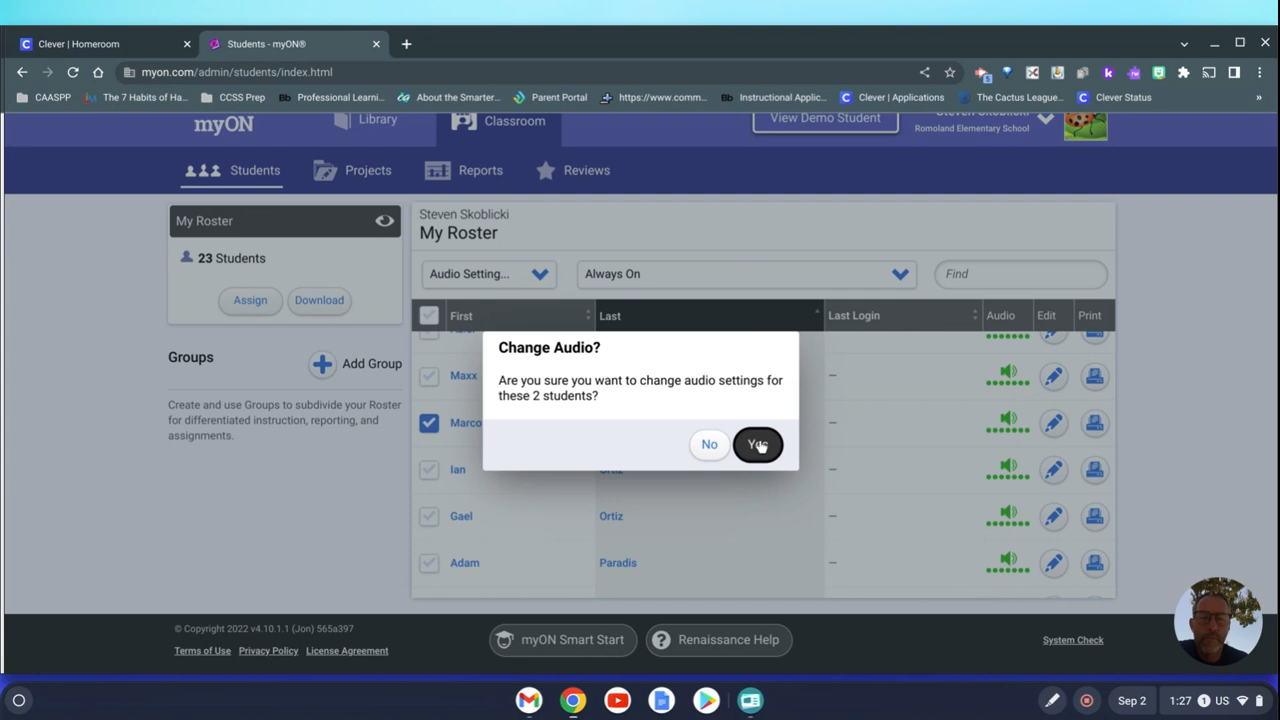 Clever | Homeroom
Students - myON®
myon.com/admin/students/index.html
CAASPP
The 7 Habits of Ha...
CCSS Prep
Bb Professional Learni...
About the Smarter...
Parent Portal
https://www.comm...
Bb Instructional Applic...
Clever | Applications
The Cactus League...
Clever Status
»
myON
Library
Classroom
View Demo Student
Romoland Elementary School
Students
Projects
Reports
Reviews
My Roster
23 Students
Assign
Download
Groups
Add Group
Create and use Groups to subdivide your Roster
for differentiated instruction, reporting, and
assignments.
Steven Skoblicki
My Roster
Audio Setting...
Always On
Find
First
Last
Last Login
Audio
Edit
Print
Maxx
Marco
Ian
Ortiz
Gael
Ortiz
Adam
Paradis
Change Audio?
Are you sure you want to change audio settings for
these 2 students?
No
Yes
© Copyright 2022 v4.10.1.1 (Jon) 565a397
Terms of Use
Privacy Policy
License Agreement
myON Smart Start
Renaissance Help
System Check
Sep 2
1:27
1
US